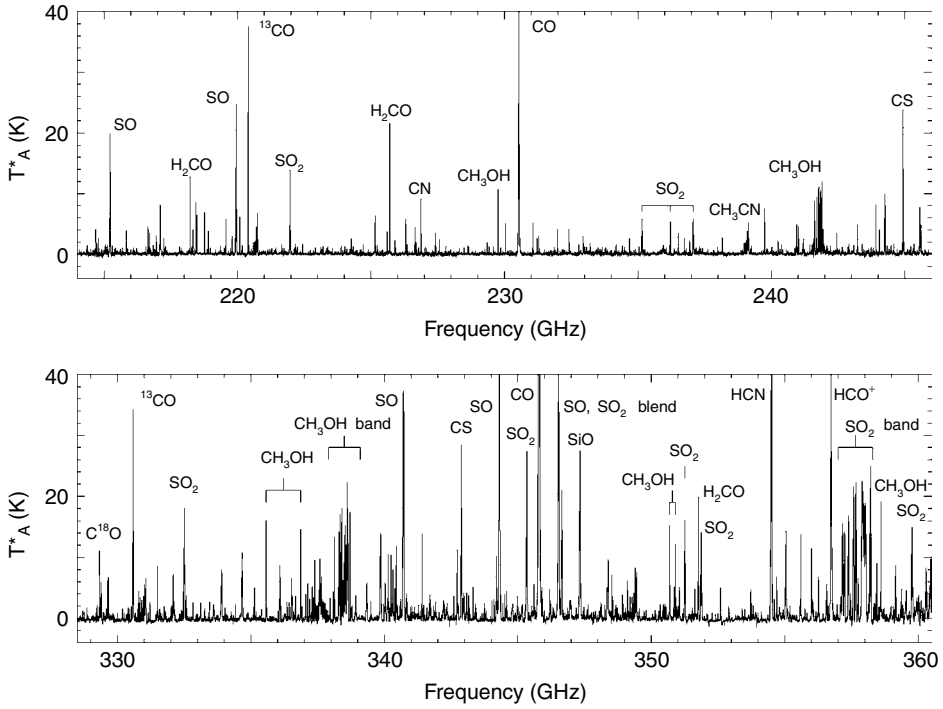 40
20
0
T*A (K)
SO
H₂CO
SO
¹³CO
SO₂
H₂CO
CN
CH₃OH
CO
SO₂
CH₃CN
CH₃OH
CS
220
230
240
Frequency (GHz)
40
20
0
T*A (K)
C¹⁸O
¹³CO
SO₂
CH₃OH
CH₃OH band
SO
CS
SO
SO₂
CO
SO, SO₂ blend
SiO
CH₃OH
SO₂
H₂CO
SO₂
HCN
HCO⁺
SO₂ band
CH₃OH
SO₂
330
340
350
360
Frequency (GHz)